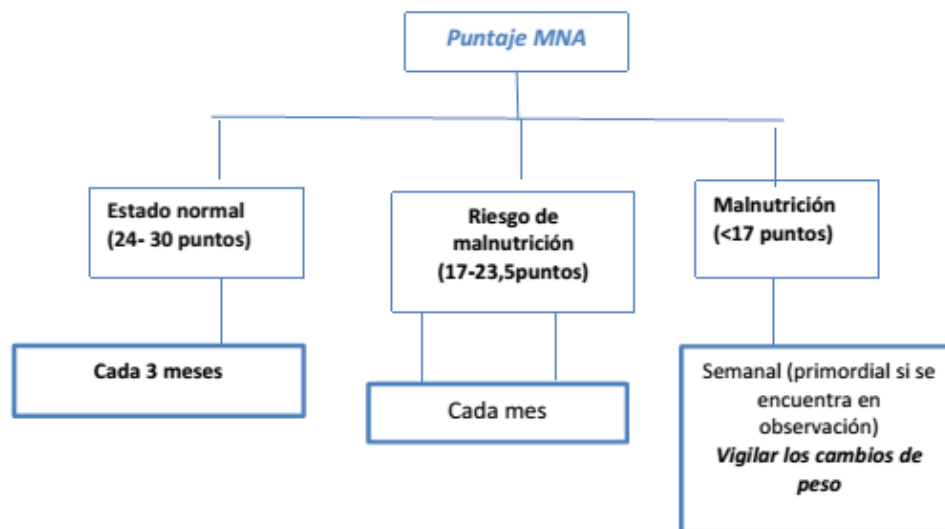 Puntaje MNA
Estado normal
(24- 30 puntos)
Riesgo de
malnutrición
(17-23,5puntos)
Malnutrición
(<17 puntos)
Cada 3 meses
Cada mes
Semanal (primordial si se
encuentra en
observación)
Vigilar los cambios de
peso